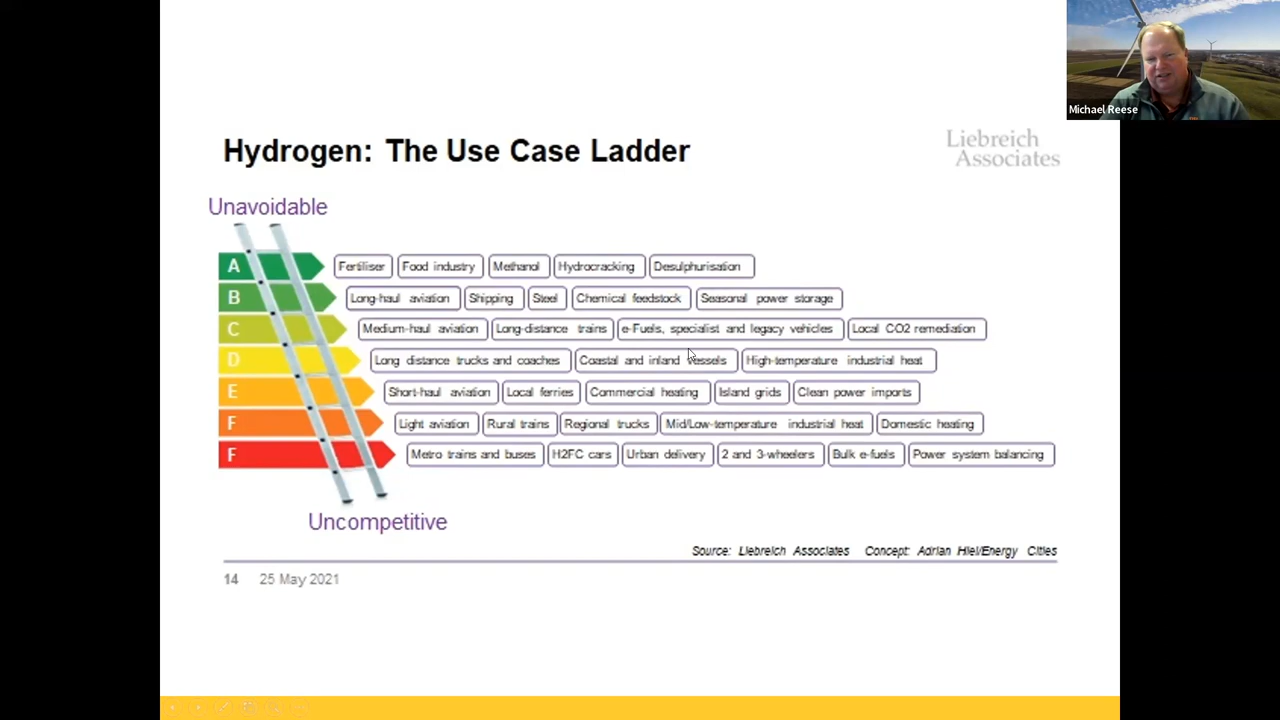 Michael Reese
Hydrogen: The Use Case Ladder
Liebreich
Associates
Unavoidable
A Fertiliser Food industry Methanol Hydrocracking Desulphurisation
B Long-haul aviation Shipping Steel Chemical feedstock Seasonal power storage
C Medium-haul aviation Long-distance trains e-Fuels, specialist and legacy vehicles Local CO2 remediation
D Long distance trucks and coaches Coastal and inland vessels High-temperature industrial heat
E Short-haul aviation Local ferries Commercial heating Island grids Clean power imports
F Light aviation Rural trains Regional trucks Mid/Low-temperature industrial heat Domestic heating
F Metro trains and buses H2FC cars Urban delivery 2 and 3-wheelers Bulk e-fuels Power system balancing
Uncompetitive
Source: Liebreich Associates Concept: Adrian Hiel/Energy Cities
14 25 May 2021